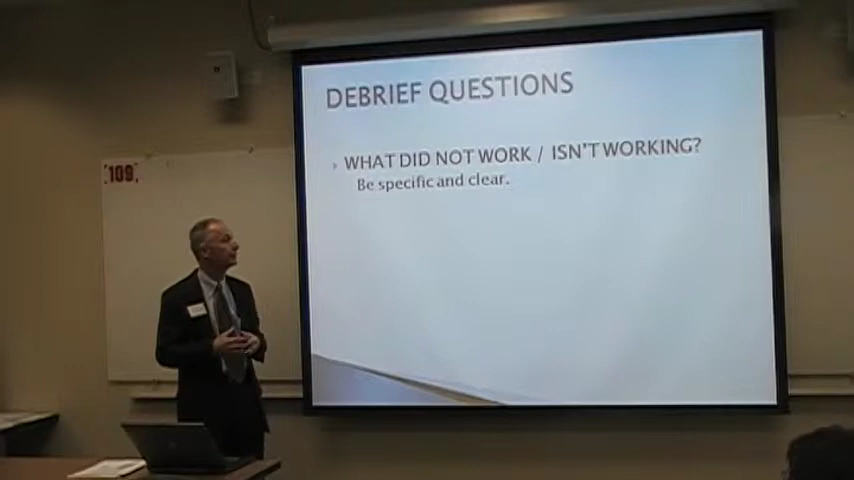 DEBRIEF QUESTIONS
109
WHAT DID NOT WORK / ISN'T WORKING?
Be specific and clear.